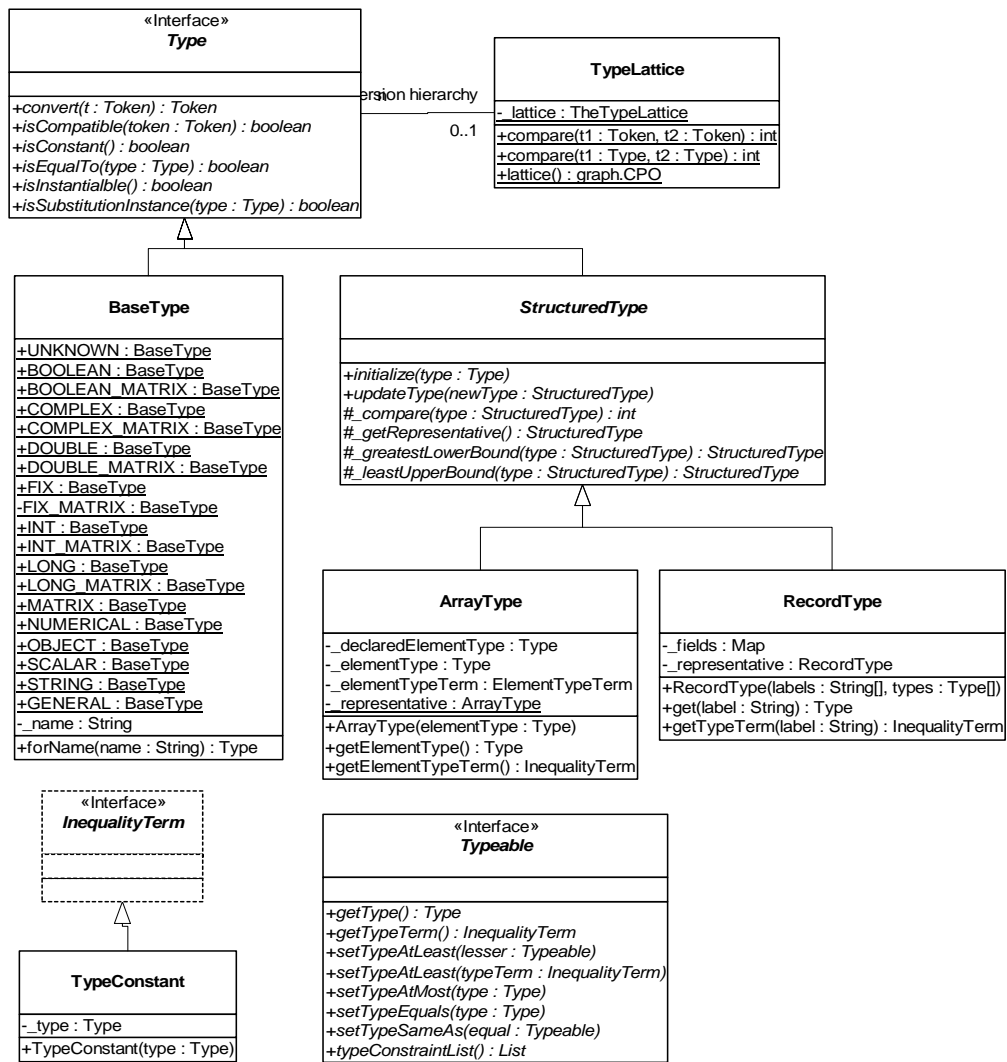 «Interface»
Type
+convert(t : Token) : Token
+isCompatible(token : Token) : boolean
+isConstant() : boolean
+isEqualTo(type : Type) : boolean
+isInstantialble() : boolean
+isSubstitutionInstance(type : Type) : boolean
hierarchy
0..1
TypeLattice
-_lattice : TheTypeLattice
+compare(t1 : Token, t2 : Token) : int
+compare(t1 : Type, t2 : Type) : int
+lattice() : graph.CPO
BaseType
+UNKNOWN : BaseType
+BOOLEAN : BaseType
+BOOLEAN_MATRIX : BaseType
+COMPLEX : BaseType
+COMPLEX_MATRIX : BaseType
+DOUBLE : BaseType
+DOUBLE_MATRIX : BaseType
+FIX : BaseType
-FIX_MATRIX : BaseType
+INT : BaseType
+INT_MATRIX : BaseType
+LONG : BaseType
+LONG_MATRIX : BaseType
+MATRIX : BaseType
+NUMERICAL : BaseType
+OBJECT : BaseType
+SCALAR : BaseType
+STRING : BaseType
+GENERAL : BaseType
-_name : String
+forName(name : String) : Type
StructuredType
+initialize(type : Type)
+updateType(newType : StructuredType)
#_compare(type : StructuredType) : int
#_getRepresentative() : StructuredType
#_greatestLowerBound(type : StructuredType) : StructuredType
#_leastUpperBound(type : StructuredType) : StructuredType
ArrayType
-_declaredElementType : Type
-_elementType : Type
-_elementTypeTerm : ElementTypeTerm
-_representative : ArrayType
+ArrayType(elementType : Type)
+getElementType() : Type
+getElementTypeTerm() : InequalityTerm
RecordType
-_fields : Map
-_representative : RecordType
+RecordType(labels : String[], types : Type[])
+get(label : String) : Type
+getTypeTerm(label : String) : InequalityTerm
«Interface»
InequalityTerm
TypeConstant
-_type : Type
+TypeConstant(type : Type)
«Interface»
Typeable
+getType() : Type
+getTypeTerm() : InequalityTerm
+setTypeAtLeast(lesser : Typeable)
+setTypeAtLeast(typeTerm : InequalityTerm)
+setTypeAtMost(type : Type)
+setTypeEquals(type : Type)
+setTypeSameAs(equal : Typeable)
+typeConstraintList() : List